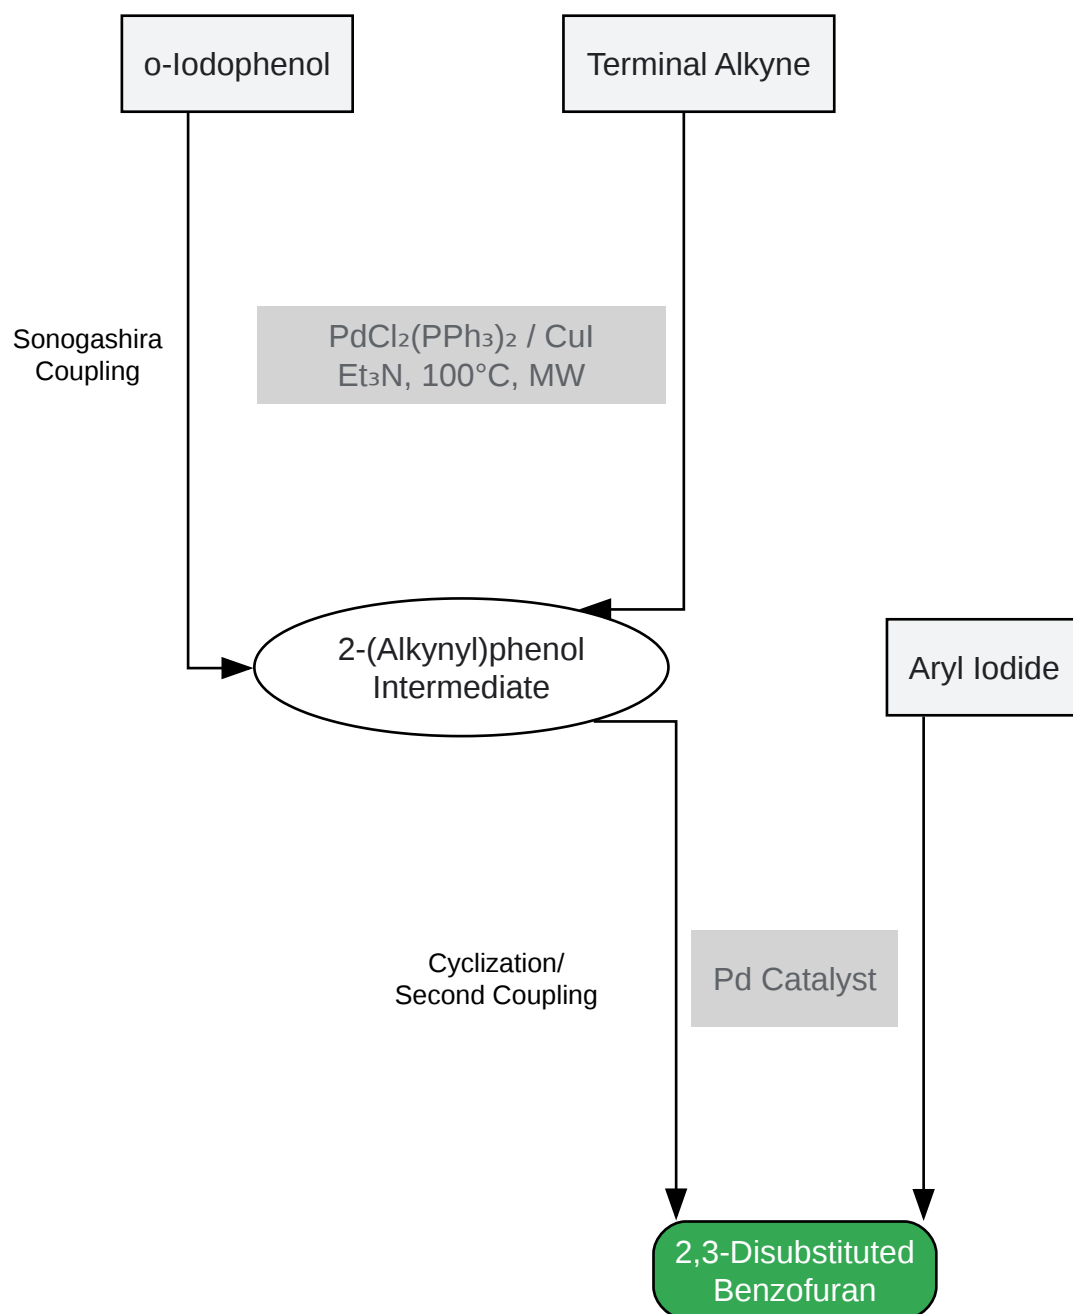 o-Iodophenol
Terminal Alkyne
Sonogashira
Coupling
PdCl₂(PPh₃)₂ / CuI
Et₃N, 100°C, MW
2-(Alkynyl)phenol
Intermediate
Aryl Iodide
Cyclization/
Second Coupling
Pd Catalyst
2,3-Disubstituted
Benzofuran